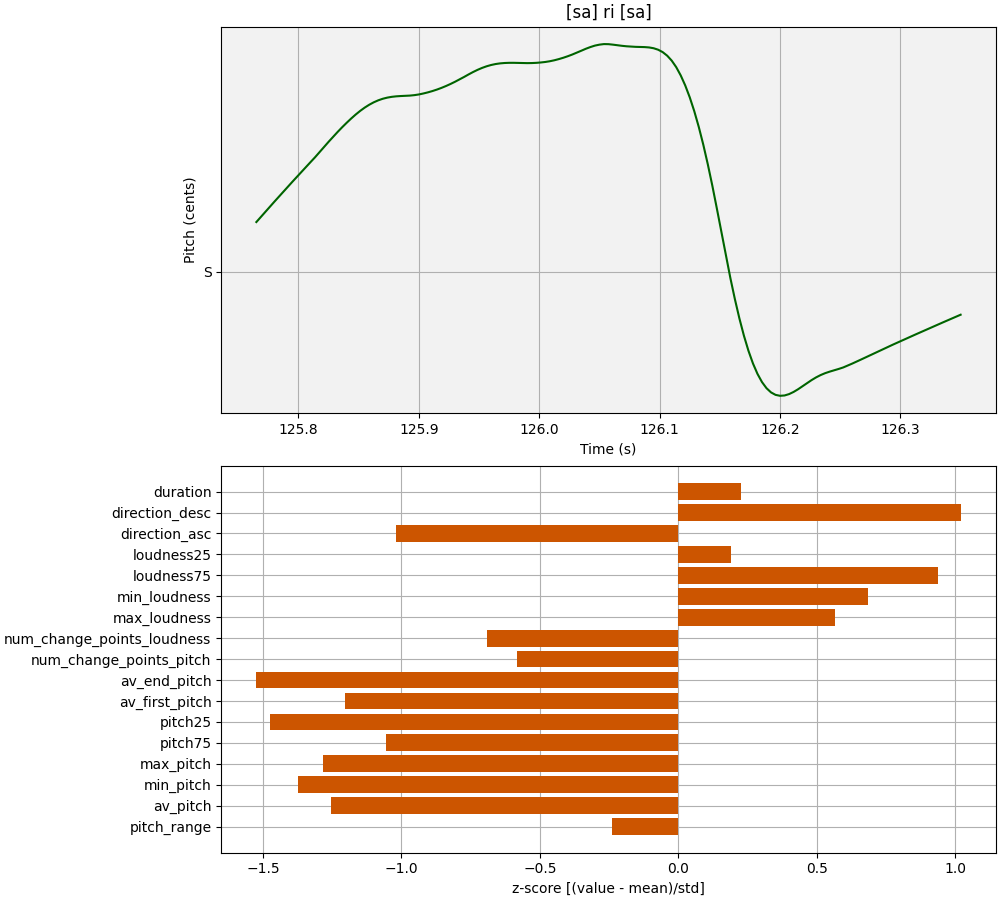 [sa] ri [sa]
Pitch (cents)
S
125.8 125.9 126.0 126.1 126.2 126.3
Time (s)
duration
direction_desc
direction_asc
loudness25
loudness75
min_loudness
max_loudness
num_change_points_loudness
num_change_points_pitch
av_end_pitch
av_first_pitch
pitch25
pitch75
max_pitch
min_pitch
av_pitch
pitch_range
−1.5 −1.0 −0.5 0.0 0.5 1.0
z-score [(value - mean)/std]